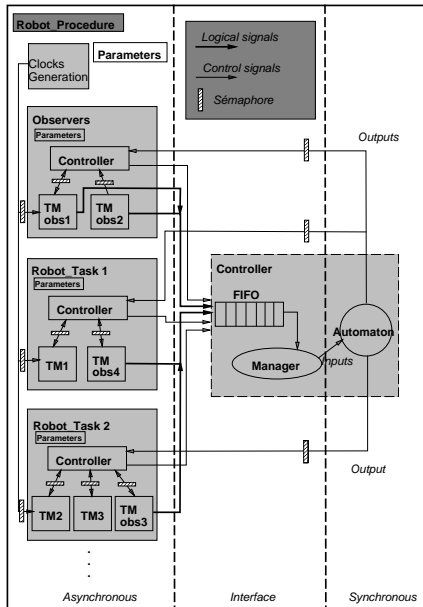 Robot_Procedure
Parameters
Clocks
Generation
Logical signals
Control signals
Sémaphore
Observers
Parameters
Controller
TM
obs1
TM
obs2
Outputs
Robot_Task 1
Parameters
Controller
TM1
TM
obs4
Controller
FIFO
Manager
Inputs
Automaton
Robot_Task 2
Parameters
Controller
TM2
TM3
TM
obs3
Output
Asynchronous
Interface
Synchronous